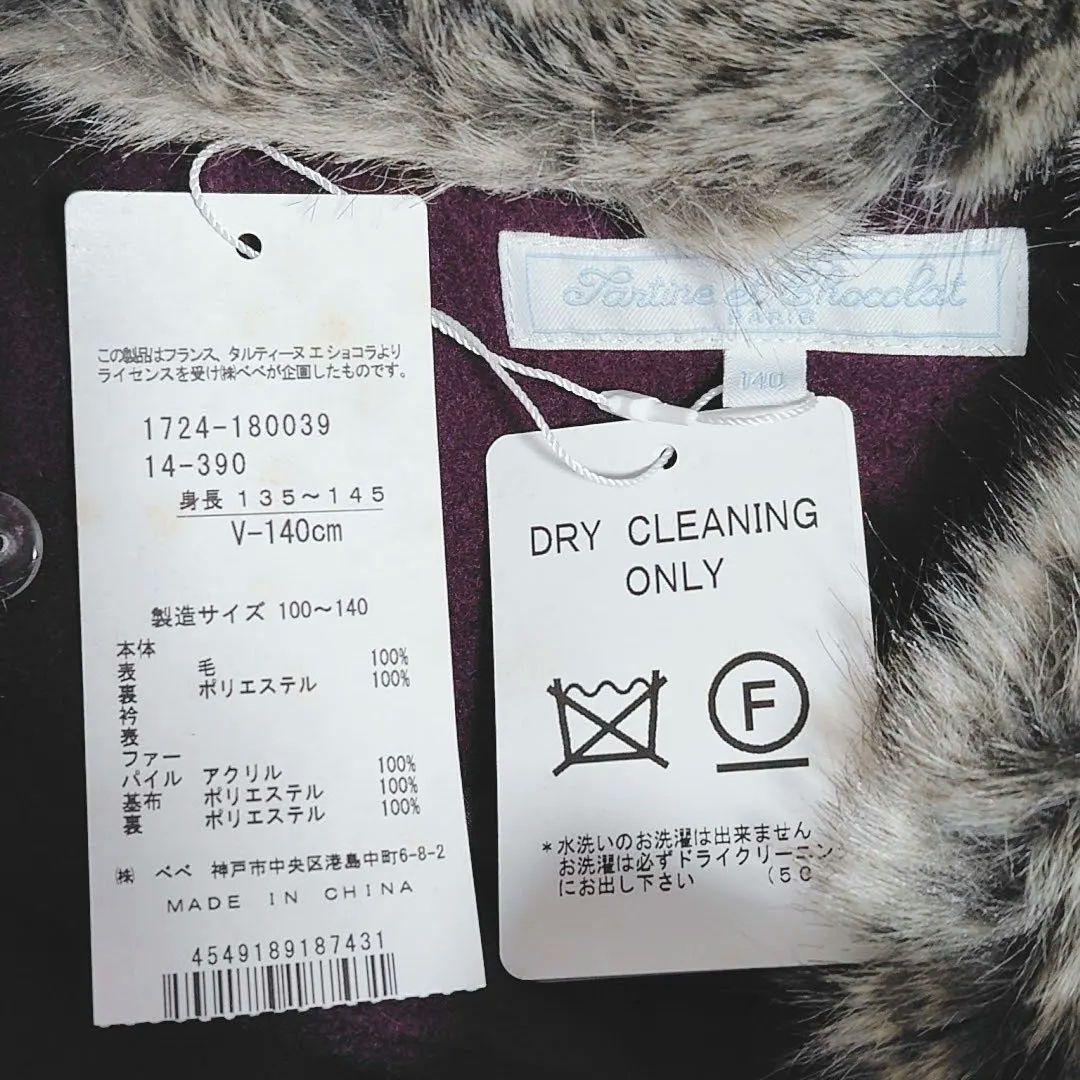 この製品はフランス、タルティーヌ エ ショコラより
ライセンスを受け㈱べべが企画したものです。
1724-180039
14-390
身長 135~145
V-140cm
製造サイズ 100~140
本体
表 毛 100%
裏 ポリエステル 100%
衿
表
ファー
パイル アクリル 100%
基布 ポリエステル 100%
裏 ポリエステル 100%
㈱ べべ 神戸市中央区港島中町6-8-2
MADE IN CHINA
4549189187431
Tartine et Chocolat
PARIS
140
DRY CLEANING
ONLY
F
*水洗いのお洗濯は出来ません
お洗濯は必ずドライクリーニン
にお出し下さい (50